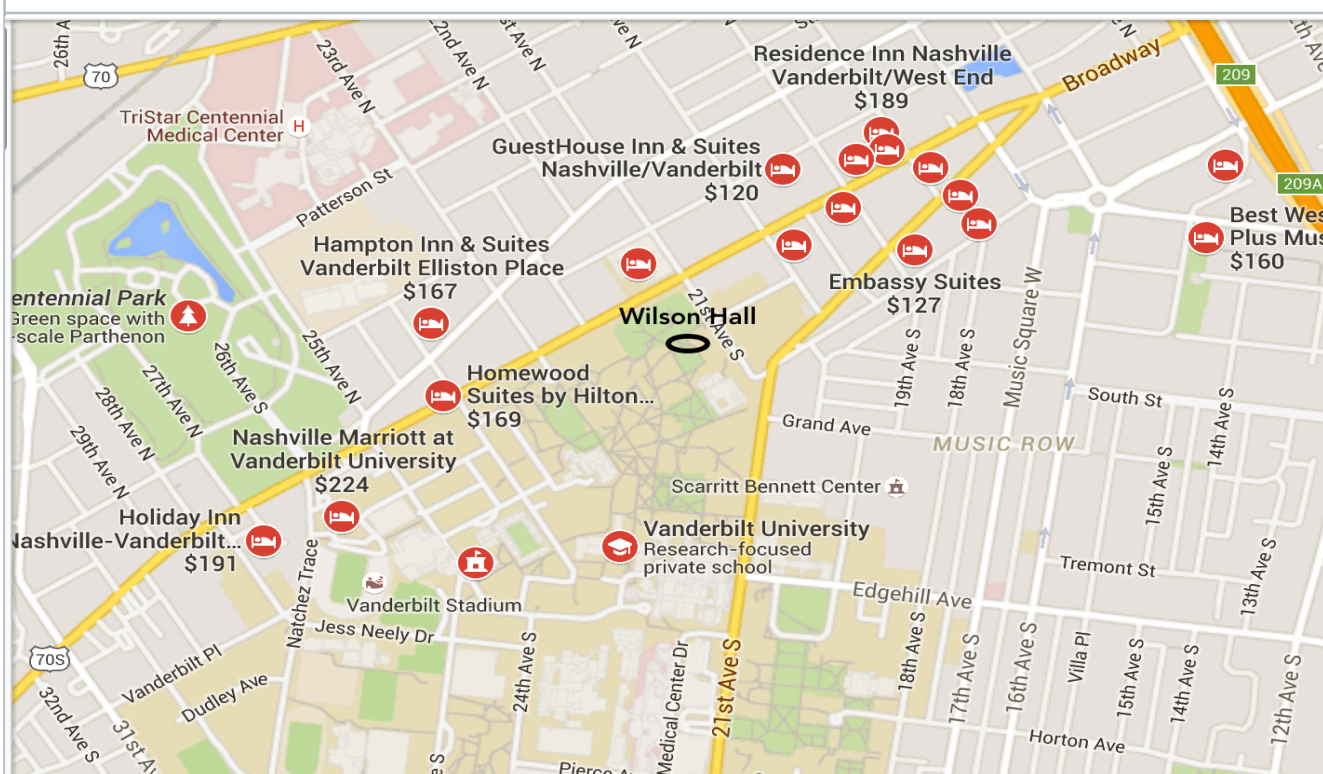 26th A
23rd Ave N
22nd Ave N
st Ave N
ve N
e N
th Ave
70
TriStar Centennial
Medical Center
H
Residence Inn Nashville
Vanderbilt/West End
$189
Broadway
209
209A
GuestHouse Inn & Suites
Nashville/Vanderbilt
$120
Patterson St
Hampton Inn & Suites
Vanderbilt Elliston Place
$167
Best Wes
Plus Mus
$160
Embassy Suites
$127
entennial Park
Green space with
-scale Parthenon
Wilson Hall
21st Ave S
25th Ave N
26th Ave S
27th Ave N
28th Ave N
29th Ave N
Homewood
Suites by Hilton...
$169
Nashville Marriott at
Vanderbilt University
$224
19th Ave S
18th Ave S
Music Square W
South St
14th Ave S
Grand Ave
MUSIC ROW
Scarritt Bennett Center
15th Ave S
Holiday Inn
Nashville-Vanderbilt...
$191
Vanderbilt University
Research-focused
private school
Tremont St
13th Ave S
Natchez Trace
Vanderbilt Stadium
Jess Neely Dr
Edgehill Ave
70S
Vanderbilt Pl
Dudley Ave
32nd Ave S
31st Av
24th Ave S
e S
Medical Center Dr
21st Ave S
18th Ave S
17th Ave S
16th Ave S
Villa Pl
15th Ave S
14th Ave S
12th Ave S
Horton Ave
Pierce Av